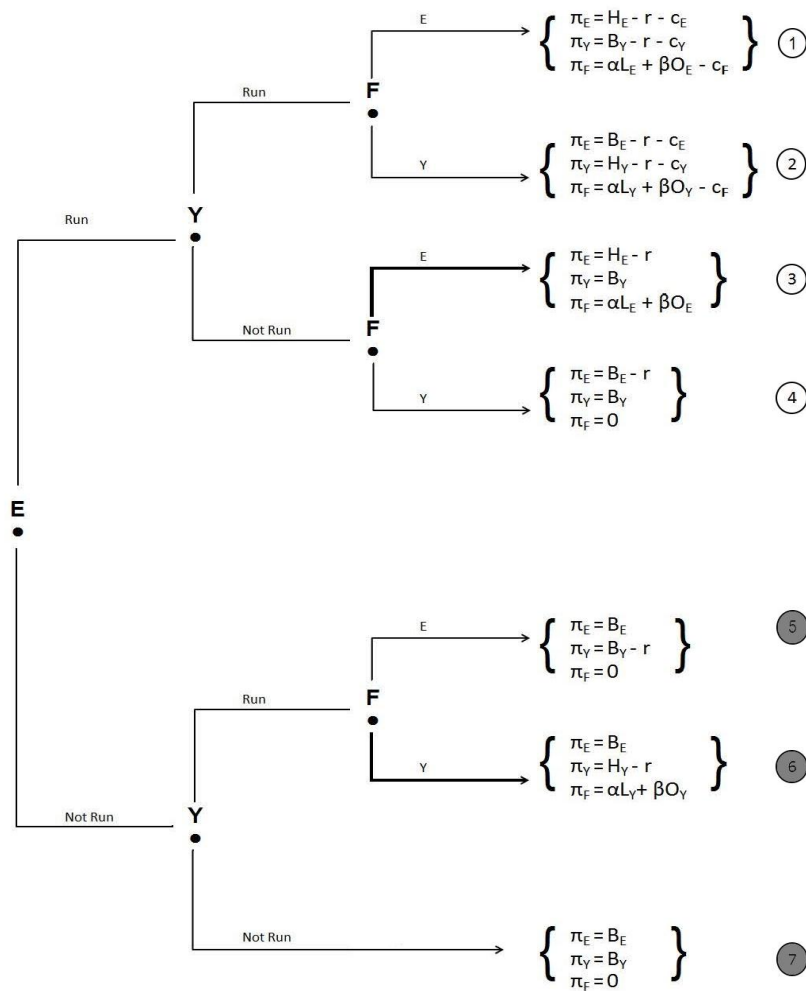 E
π_E = H_E - r - c_E
π_Y = B_Y - r - c_Y
π_F = αL_E + βO_E - c_F
1
Run
F
Y
π_E = B_E - r - c_E
π_Y = H_Y - r - c_Y
π_F = αL_Y + βO_Y - c_F
2
Run
Y
E
π_E = H_E - r
π_Y = B_Y
π_F = αL_E + βO_E
3
Not Run
F
Y
π_E = B_E - r
π_Y = B_Y
π_F = 0
4
E
E
π_E = B_E
π_Y = B_Y - r
π_F = 0
5
Run
F
Y
π_E = B_E
π_Y = H_Y - r
π_F = αL_Y + βO_Y
6
Not Run
Y
Not Run
π_E = B_E
π_Y = B_Y
π_F = 0
7